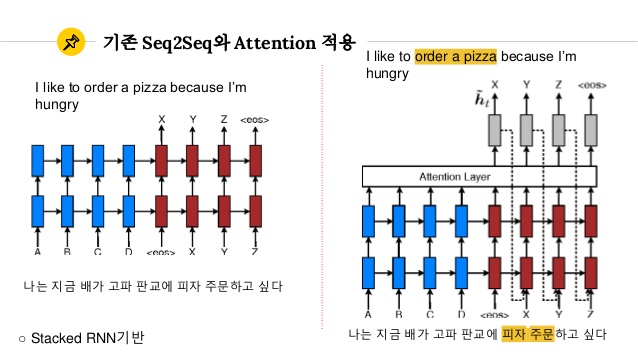 기존 Seq2Seq와 Attention 적용
I like to order a pizza because I'm
hungry
X Y Z <eos>
A B C D <eos> X Y Z
나는 지금 배가 고파 판교에 피자 주문하고 싶다
○ Stacked RNN기반
I like to order a pizza because I'm
hungry
X Y Z <eos>
h̃t
Attention Layer
A B C D <eos> X Y Z
나는 지금 배가 고파 판교에 피자 주문하고 싶다